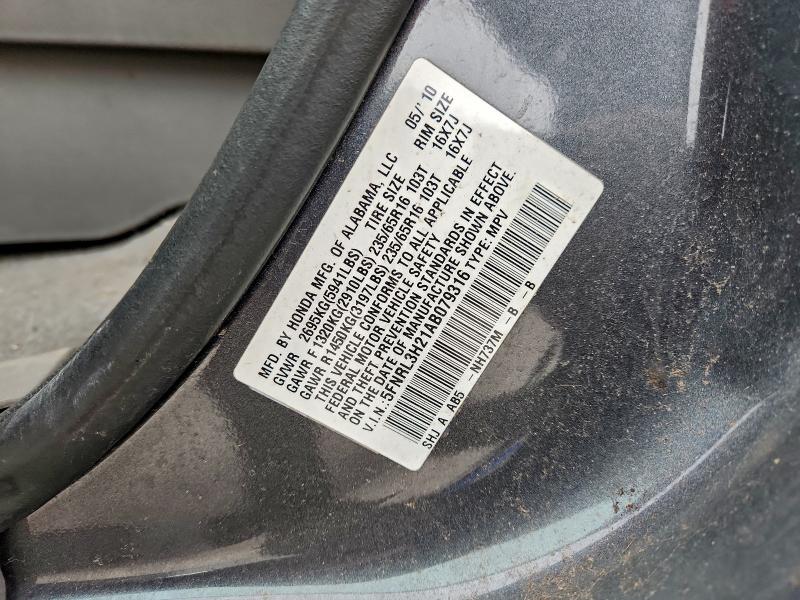 MFD. BY HONDA MFG. OF ALABAMA, LLC 05/'10
GVWR 2695KG(5941LBS) TIRE SIZE RIM SIZE
GAWR F 1320KG(2910LBS) 235/65R16 103T 16X7J
GAWR R1450KG(3197LBS) 235/65R16 103T 16X7J
THIS VEHICLE CONFORMS TO ALL APPLICABLE
FEDERAL MOTOR VEHICLE SAFETY
AND THEFT PREVENTION STANDARDS IN EFFECT
ON THE DATE OF MANUFACTURE SHOWN ABOVE.
V.I.N.:5FNRL3H21AB079316 TYPE:MPV
SHJ A AB5 -NH737M -B -B